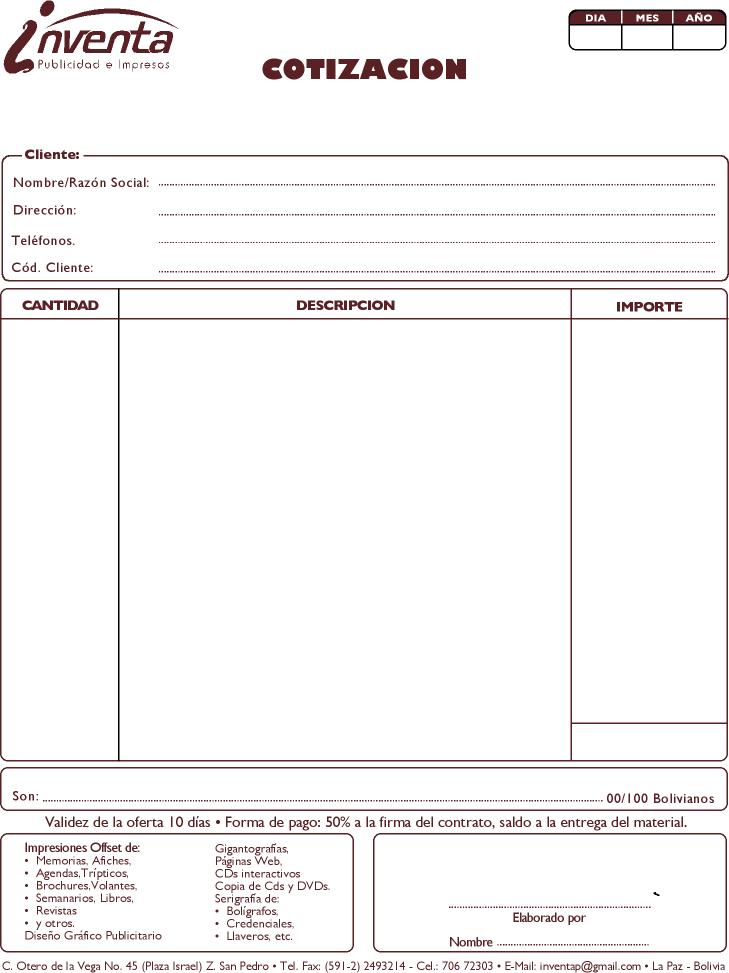 inventa
Publicidad e Impresos
DIA MES AÑO
COTIZACION
Cliente:
Nombre/Razón Social:
Dirección:
Teléfonos.
Cód. Cliente:
CANTIDAD DESCRIPCION IMPORTE
Son: 00/100 Bolivianos
Validez de la oferta 10 días • Forma de pago: 50% a la firma del contrato, saldo a la entrega del material.
Impresiones Offset de:
• Memorias, Afiches,
• Agendas,Trípticos,
• Brochures,Volantes,
• Semanarios, Libros,
• Revistas
• y otros.
Diseño Gráfico Publicitario
Gigantografías,
Páginas Web,
CDs interactivos
Copia de Cds y DVDs.
Serigrafía de:
• Bolígrafos,
• Credenciales,
• Llaveros, etc.
Elaborado por
Nombre
C. Otero de la Vega No. 45 (Plaza Israel) Z. San Pedro • Tel. Fax: (591-2) 2493214 - Cel.: 706 72303 • E-Mail: inventap@gmail.com • La Paz - Bolivia